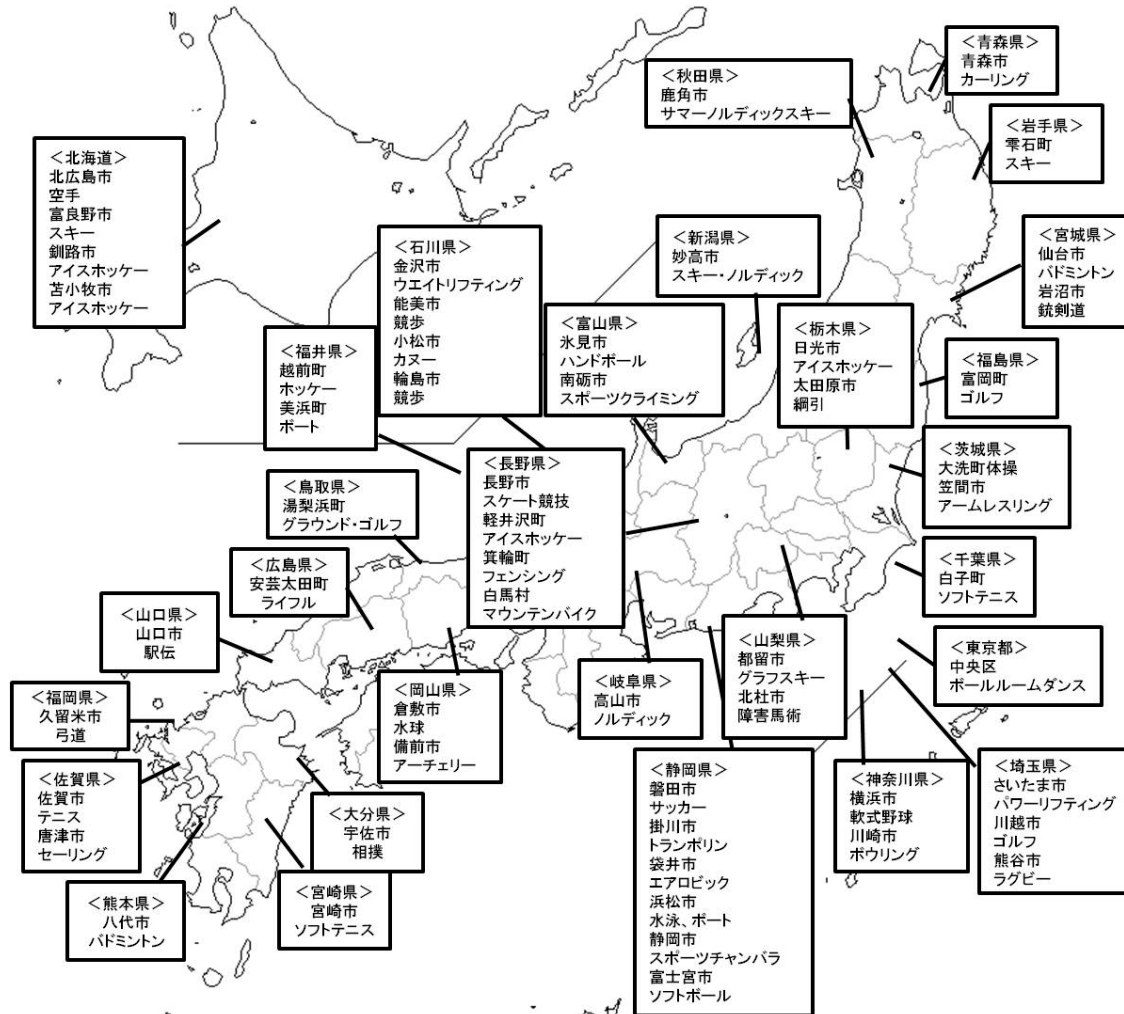 ＜青森県＞
青森市
カーリング
＜秋田県＞
鹿角市
サマーノルディックスキー
＜岩手県＞
雫石町
スキー
＜北海道＞
北広島市
空手
富良野市
スキー
釧路市
アイスホッケー
苫小牧市
アイスホッケー
＜石川県＞
金沢市
ウエイトリフティング
能美市
競歩
小松市
カヌー
輪島市
競歩
＜新潟県＞
妙高市
スキー・ノルディック
＜宮城県＞
仙台市
バドミントン
岩沼市
銃剣道
＜富山県＞
氷見市
ハンドボール
南砺市
スポーツクライミング
＜栃木県＞
日光市
アイスホッケー
太田原市
綱引
＜福井県＞
越前町
ホッケー
美浜町
ボート
＜福島県＞
富岡町
ゴルフ
＜長野県＞
長野市
スケート競技
軽井沢町
アイスホッケー
箕輪町
フェンシング
白馬村
マウンテンバイク
＜茨城県＞
大洗町体操
笠間市
アームレスリング
＜鳥取県＞
湯梨浜町
グラウンド・ゴルフ
＜広島県＞
安芸太田町
ライフル
＜千葉県＞
白子町
ソフトテニス
＜山口県＞
山口市
駅伝
＜山梨県＞
都留市
グラフスキー
北杜市
障害馬術
＜東京都＞
中央区
ボールルームダンス
＜岐阜県＞
高山市
ノルディック
＜岡山県＞
倉敷市
水球
備前市
アーチェリー
＜福岡県＞
久留米市
弓道
＜佐賀県＞
佐賀市
テニス
唐津市
セーリング
＜静岡県＞
磐田市
サッカー
掛川市
トランポリン
袋井市
エアロビック
浜松市
水泳、ボート
静岡市
スポーツチャンバラ
富士宮市
ソフトボール
＜神奈川県＞
横浜市
軟式野球
川崎市
ボウリング
＜埼玉県＞
さいたま市
パワーリフティング
川越市
ゴルフ
熊谷市
ラグビー
＜大分県＞
宇佐市
相撲
＜熊本県＞
八代市
バドミントン
＜宮崎県＞
宮崎市
ソフトテニス